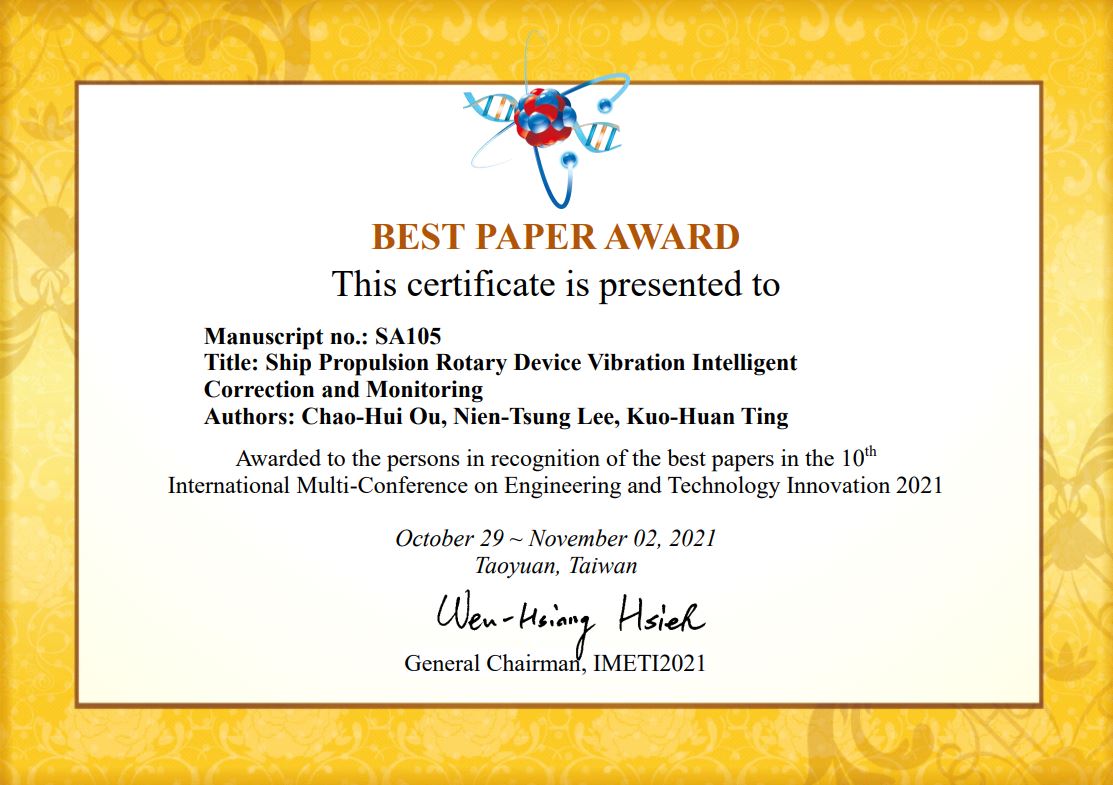 BEST PAPER AWARD
This certificate is presented to
Manuscript no.: SA105
Title: Ship Propulsion Rotary Device Vibration Intelligent
Correction and Monitoring
Authors: Chao-Hui Ou, Nien-Tsung Lee, Kuo-Huan Ting
Awarded to the persons in recognition of the best papers in the 10th
International Multi-Conference on Engineering and Technology Innovation 2021
October 29 ~ November 02, 2021
Taoyuan, Taiwan
Wen-Hsiang Hsieh
General Chairman, IMETI2021